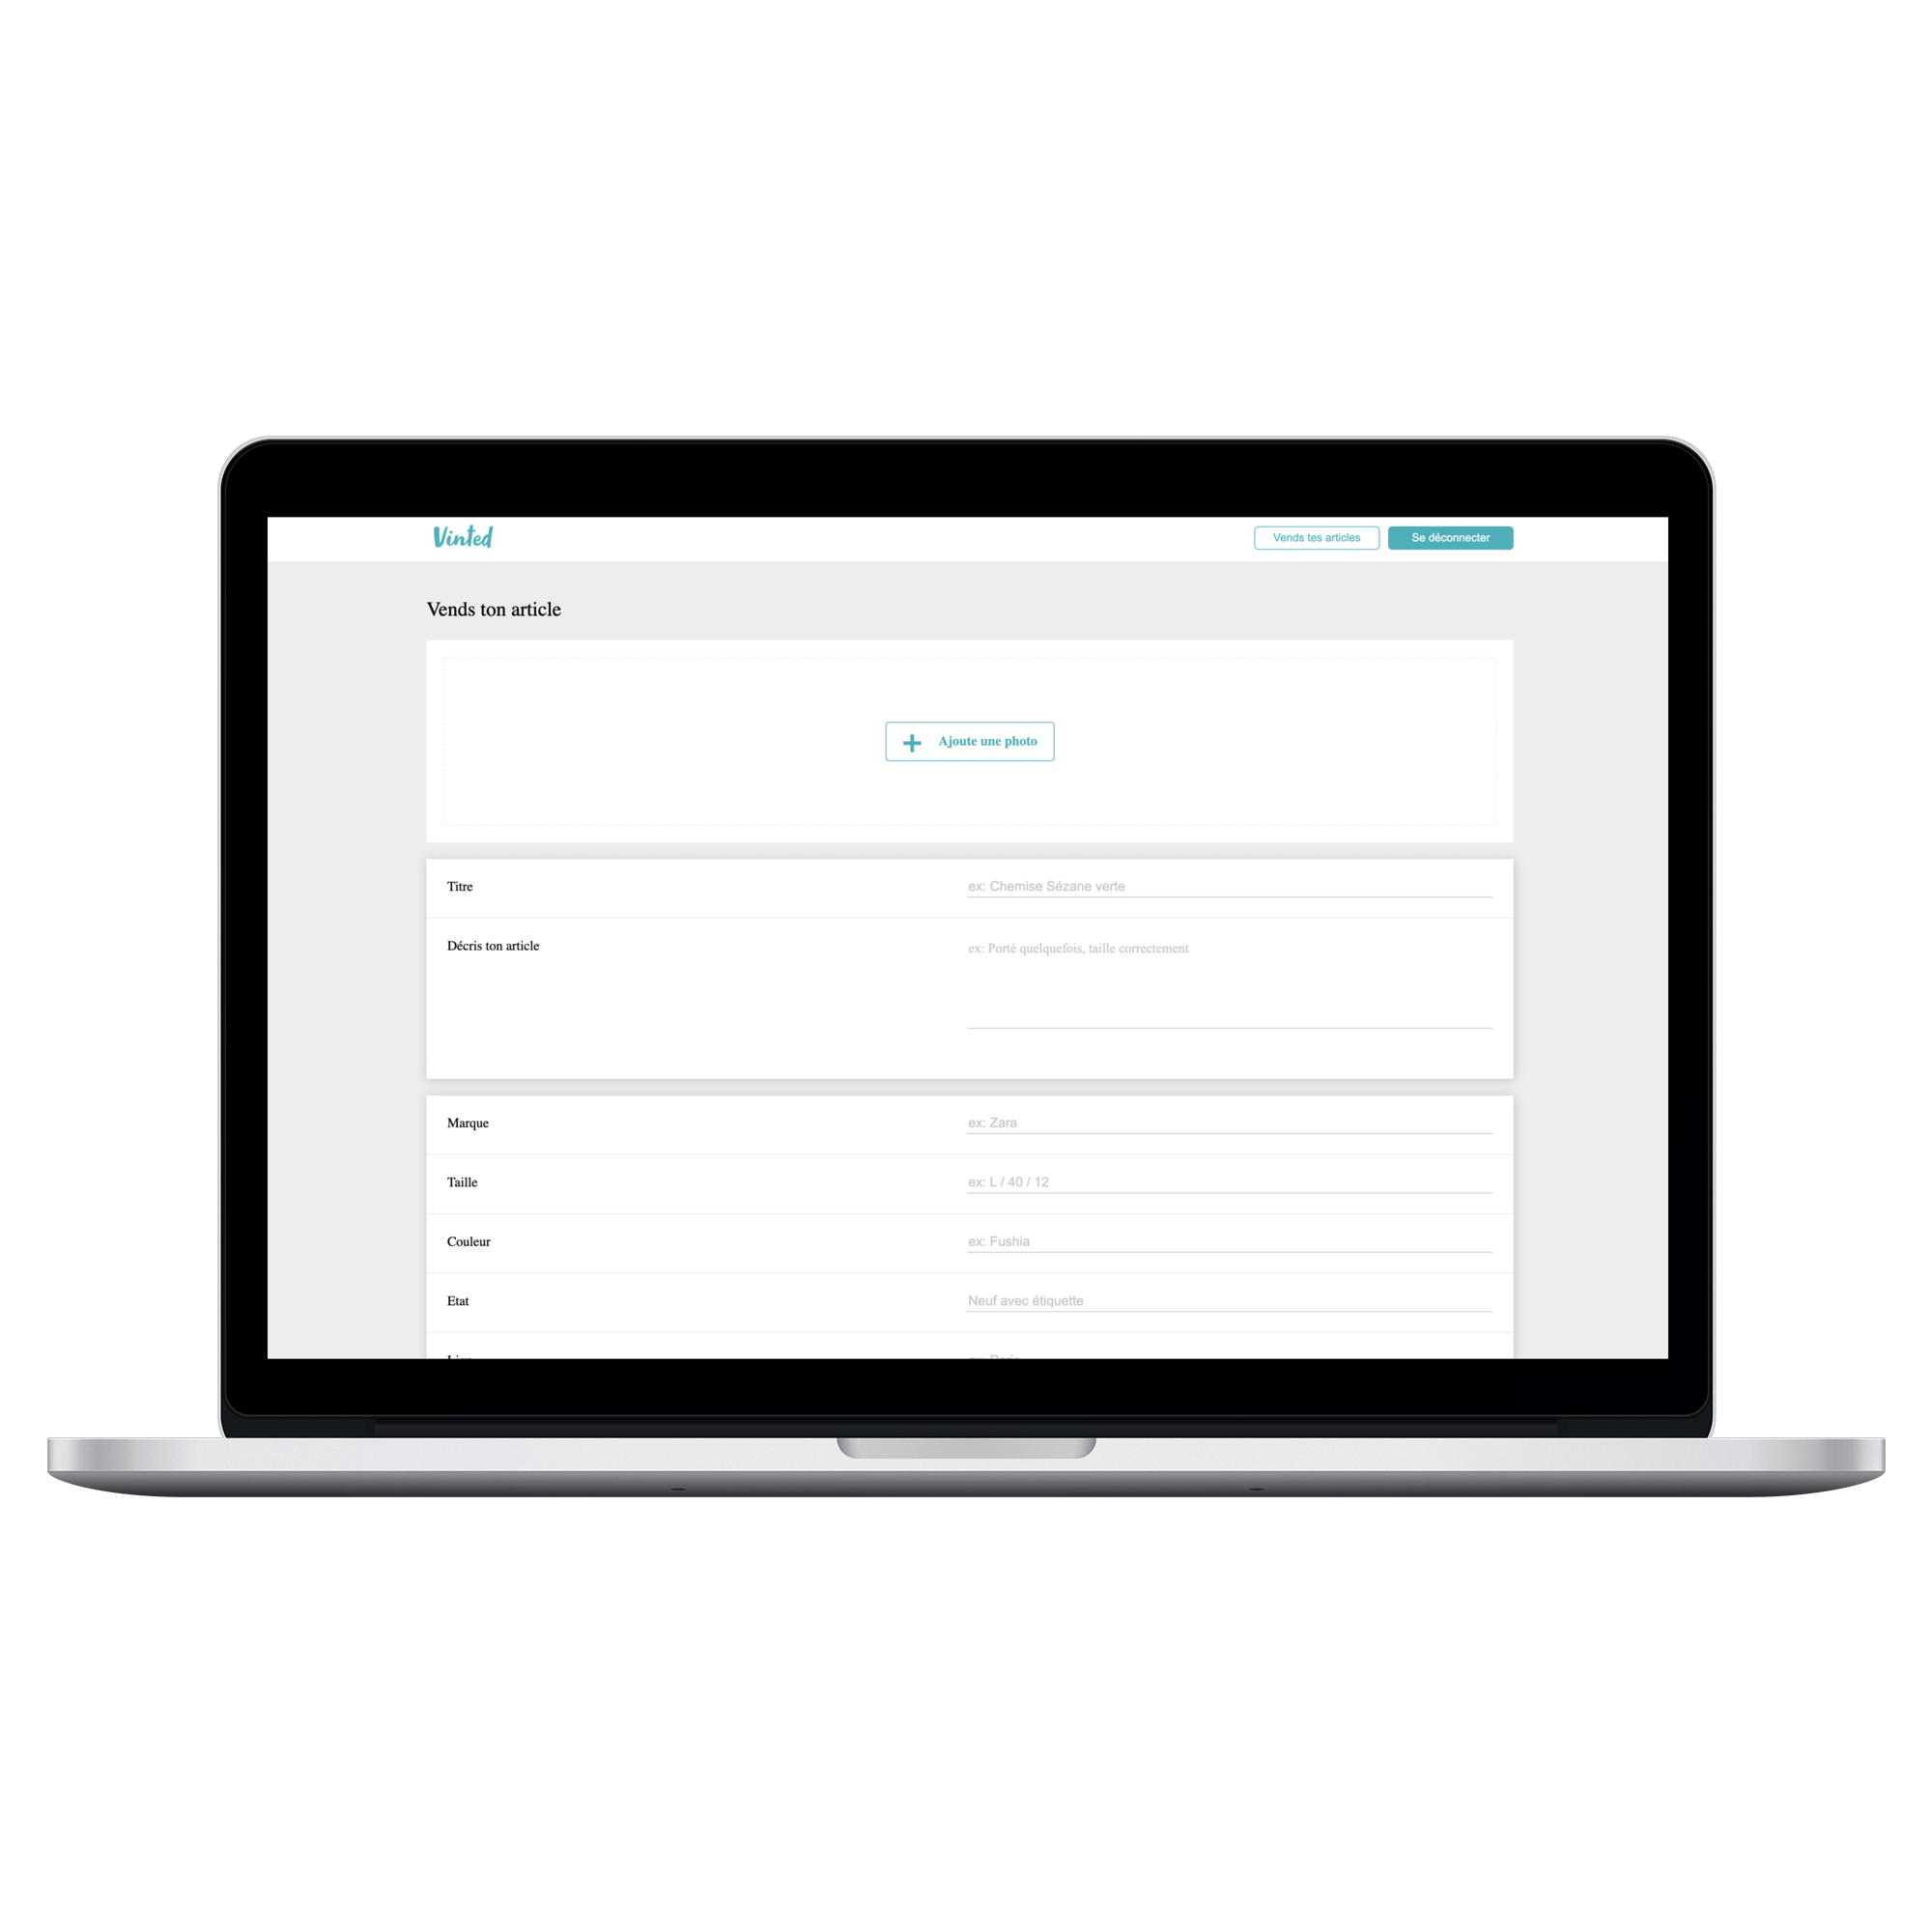 Vinted
Vends tes articles
Se déconnecter
Vends ton article
Ajoute une photo
Titre
ex: Chemise Sézane verte
Décris ton article
ex: Porté quelquefois, taille correctement
Marque
ex: Zara
Taille
ex: L / 40 / 12
Couleur
ex: Fushia
Etat
Neuf avec étiquette